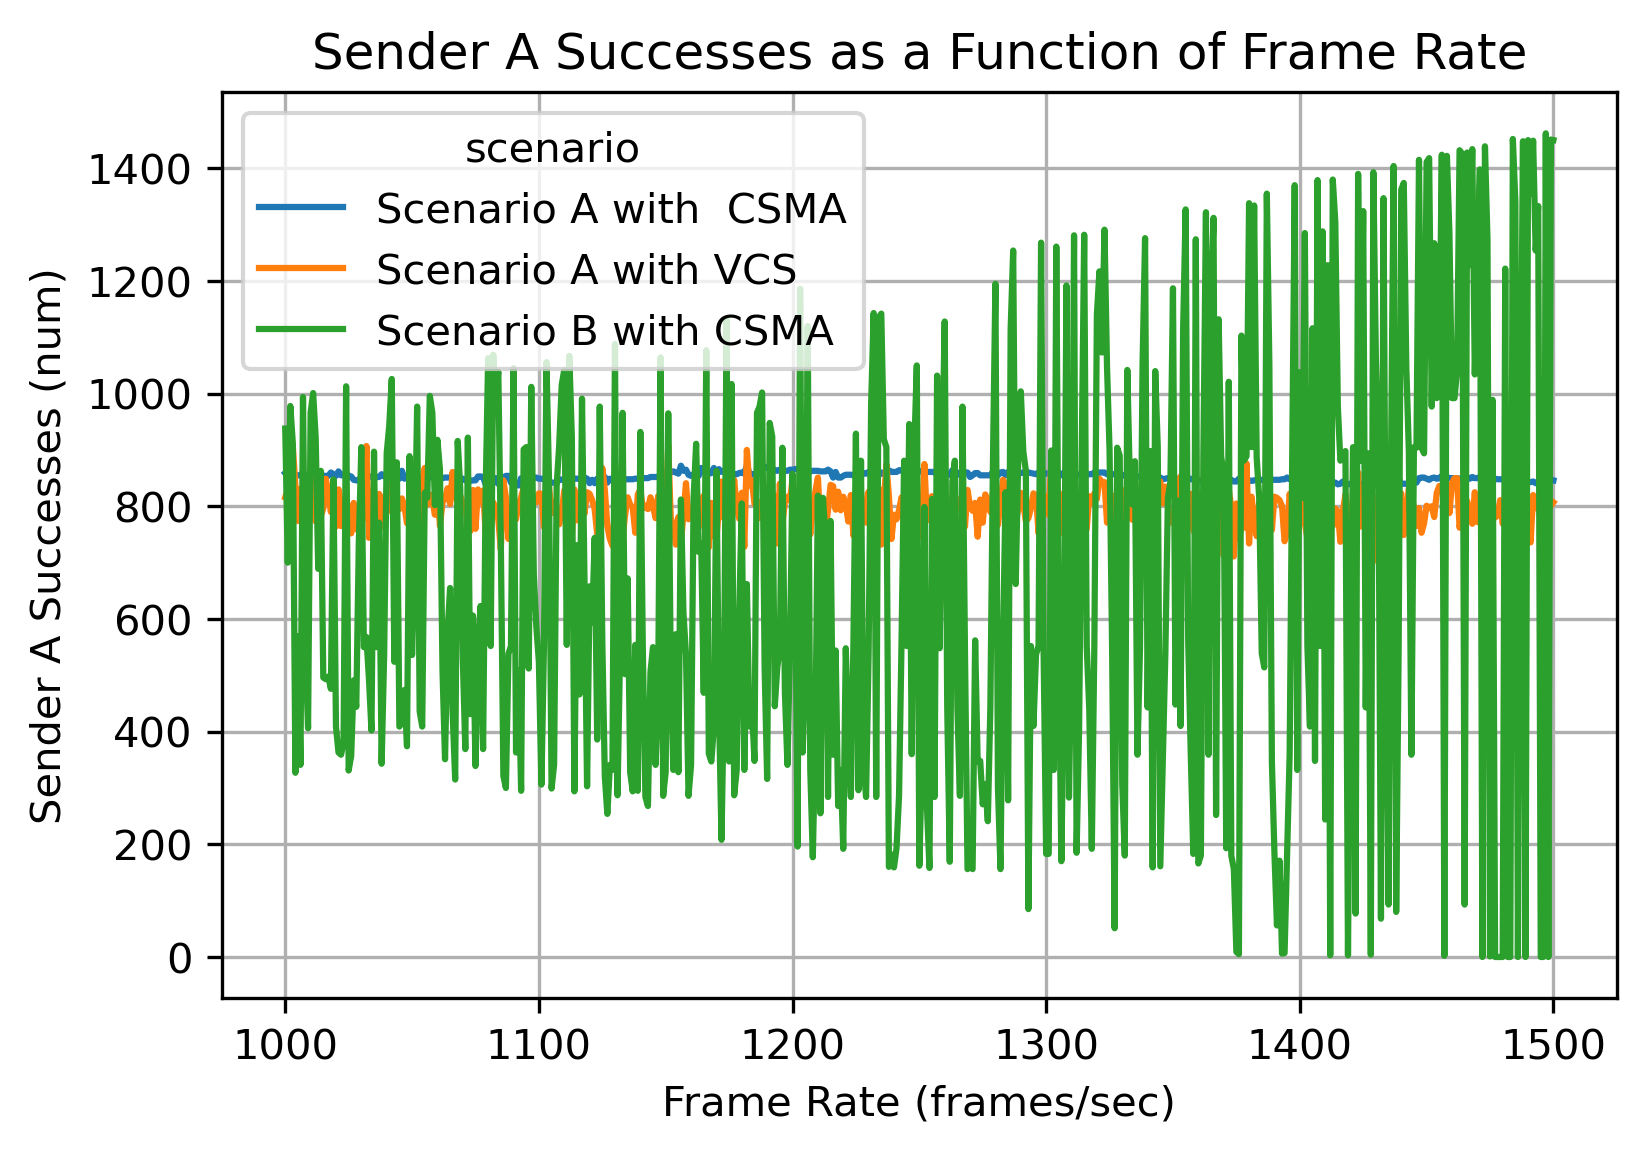 Sender A Successes as a Function of Frame Rate
scenario
Scenario A with  CSMA
Scenario A with VCS
Scenario B with CSMA
Sender A Successes (num)
1400
1200
1000
800
600
400
200
0
1000 1100 1200 1300 1400 1500
Frame Rate (frames/sec)